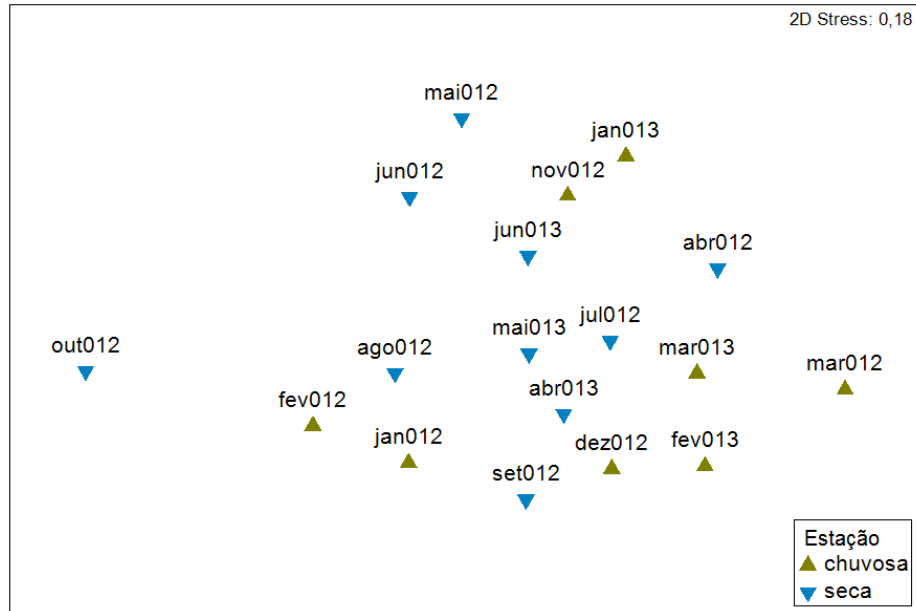 2D Stress: 0,18
mai012
jan013
jun012
nov012
jun013
abr012
out012
ago012
mai013
jul012
mar013
mar012
fev012
abr013
jan012
dez012
fev013
set012
Estação
chuvosa
seca